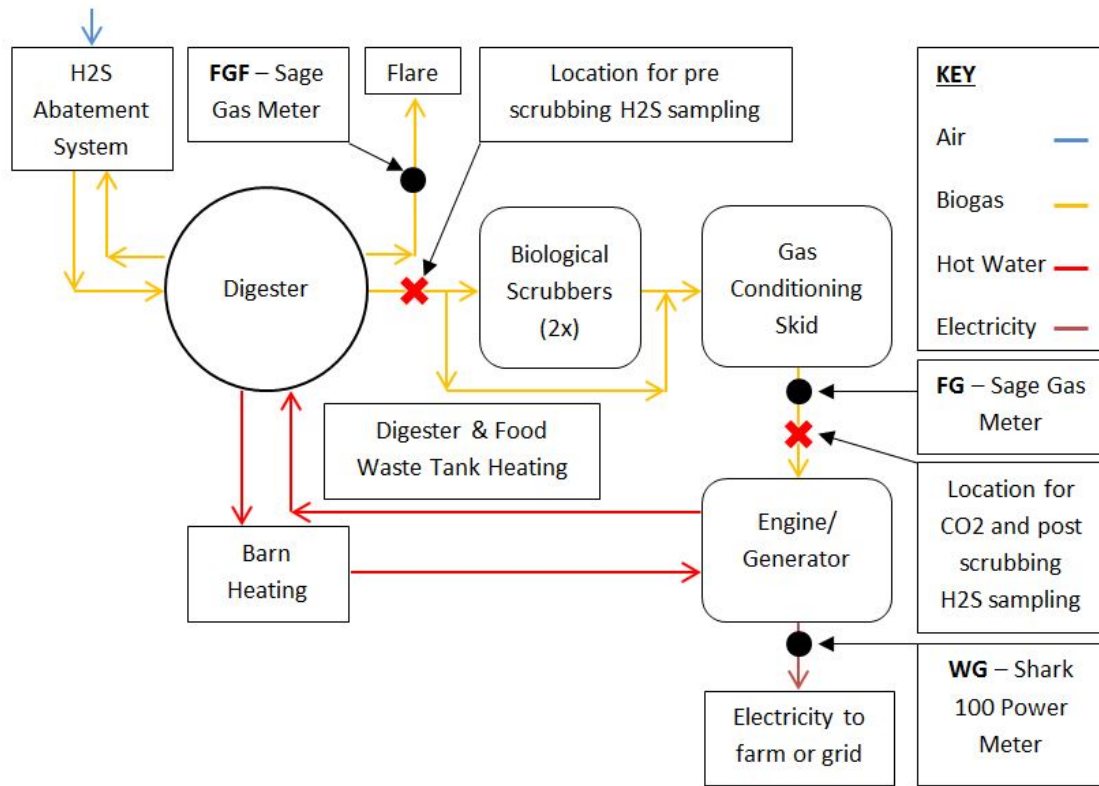 H2S
Abatement
System
FGF – Sage
Gas Meter
Flare
Location for pre
scrubbing H2S sampling
KEY
Air
Biogas
Hot Water
Electricity
Digester
Biological
Scrubbers
(2x)
Gas
Conditioning
Skid
FG – Sage Gas
Meter
Digester & Food
Waste Tank Heating
Barn
Heating
Engine/
Generator
Location for
CO2 and post
scrubbing
H2S sampling
WG – Shark
100 Power
Meter
Electricity to
farm or grid